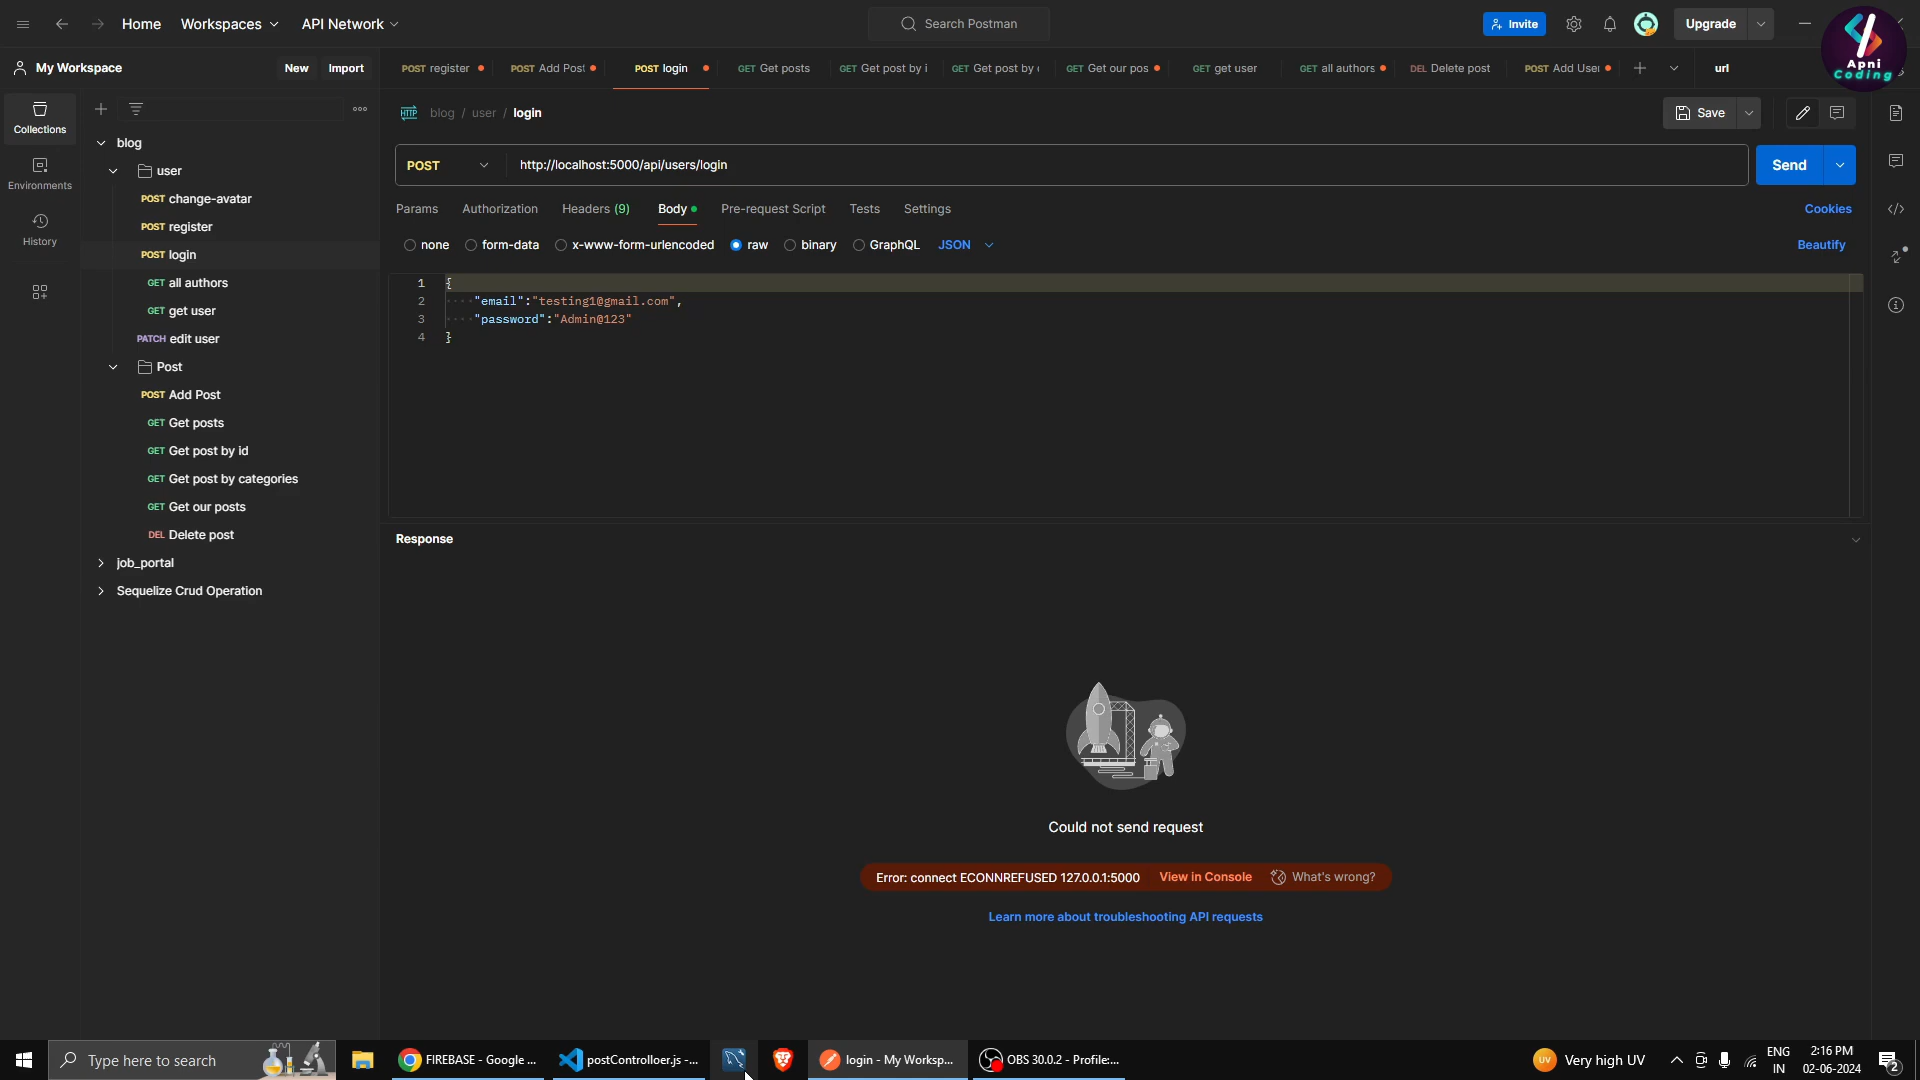 Home
Workspaces
API Network
Search Postman
Invite
Upgrade
Apni
Coding
My Workspace
New
Import
POST register
POST Add Post
POST login
GET Get posts
GET Get post by i
GET Get post by
GET Get our pos
GET get user
GET all authors
DEL Delete post
POST Add User
url
Collections
Environments
History
blog
user
POST change-avatar
POST register
POST login
GET all authors
GET get user
PATCH edit user
Post
POST Add Post
GET Get posts
GET Get post by id
GET Get post by categories
GET Get our posts
DEL Delete post
job_portal
Sequelize Crud Operation
HTTP blog / user / login
Save
POST
http://localhost:5000/api/users/login
Send
Params
Authorization
Headers (9)
Body
Pre-request Script
Tests
Settings
Cookies
none
form-data
x-www-form-urlencoded
raw
binary
GraphQL
JSON
Beautify
1 {
2 "email":"testing1@gmail.com",
3 "password":"Admin@123"
4 }
Response
Could not send request
Error: connect ECONNREFUSED 127.0.0.1:5000
View in Console
What's wrong?
Learn more about troubleshooting API requests
Type here to search
FIREBASE - Google ...
postControlloer.js -...
login - My Worksp...
OBS 30.0.2 - Profile:...
UV
Very high UV
ENG
IN
2:16 PM
02-06-2024
2